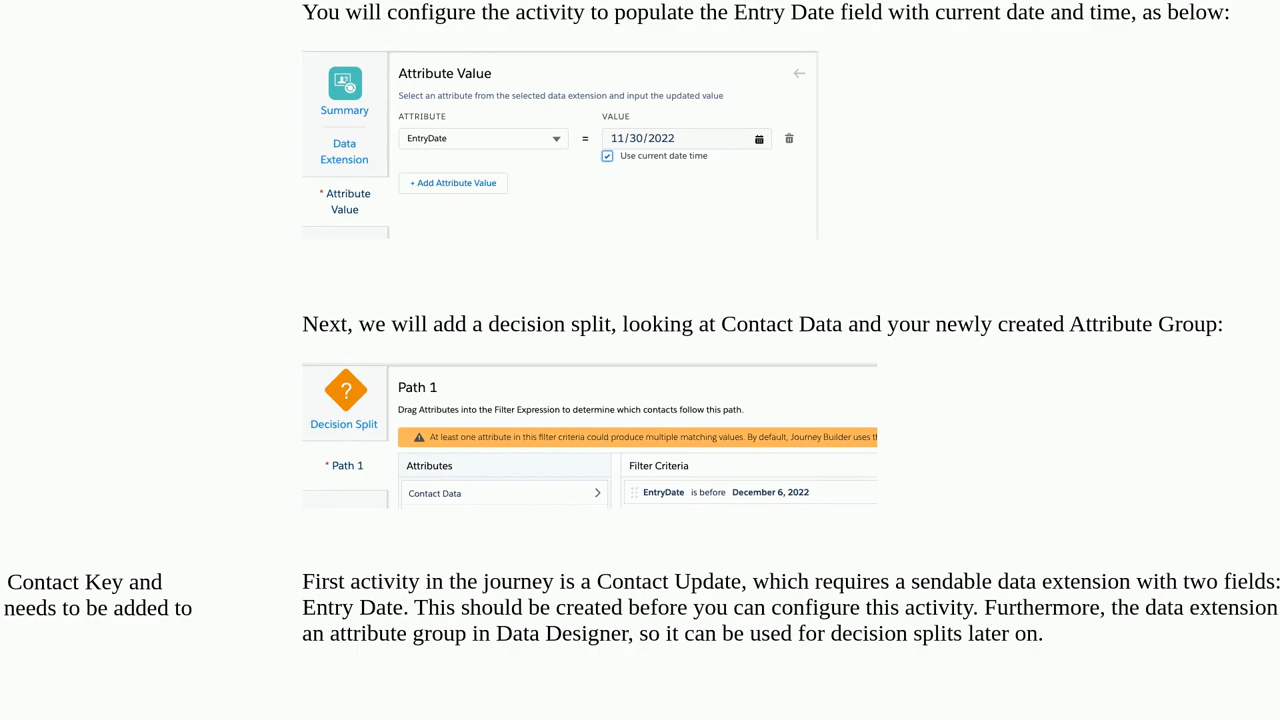 You will configure the activity to populate the Entry Date field with current date and time, as below:
Attribute Value
Select an attribute from the selected data extension and input the updated value
Summary
ATTRIBUTE
VALUE
EntryDate
=
11/30/2022
Use current date time
Data
Extension
+ Add Attribute Value
* Attribute
Value
Next, we will add a decision split, looking at Contact Data and your newly created Attribute Group:
?
Decision Split
Path 1
Drag Attributes into the Filter Expression to determine which contacts follow this path.
At least one attribute in this filter criteria could produce multiple matching values. By default, Journey Builder uses
* Path 1
Attributes
Filter Criteria
Contact Data
EntryDate is before December 6, 2022
First activity in the journey is a Contact Update, which requires a sendable data extension with two fields:
Contact Key and
Entry Date. This should be created before you can configure this activity. Furthermore, the data extension
needs to be added to
an attribute group in Data Designer, so it can be used for decision splits later on.